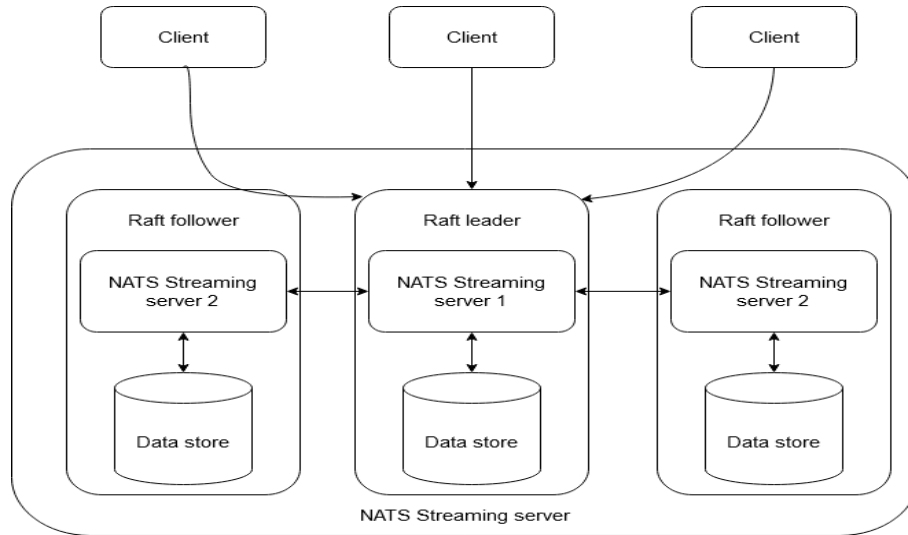 Client
Client
Client
Raft follower
Raft leader
Raft follower
NATS Streaming
server 2
NATS Streaming
server 1
NATS Streaming
server 2
Data store
Data store
Data store
NATS Streaming server